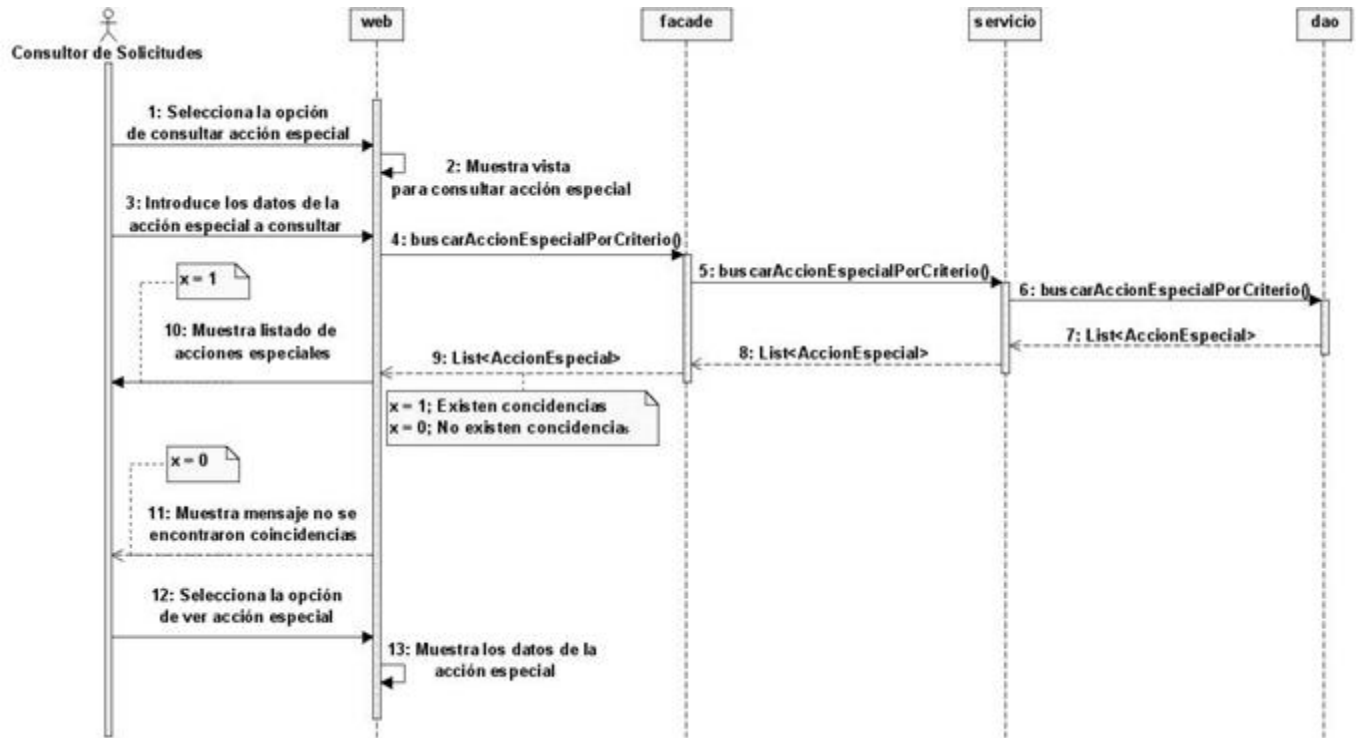 Consultor de Solicitudes
web
facade
servicio
dao
1: Selecciona la opción
de consultar acción especial
2: Muestra vista
para consultar acción especial
3: Introduce los datos de la
acción especial a consultar
4: buscarAccionEspecialPorCriterio()
5: buscarAccionEspecialPorCriterio()
6: buscarAccionEspecialPorCriterio()
7: List<AccionEspecial>
8: List<AccionEspecial>
9: List<AccionEspecial>
x = 1; Existen concidencias
x = 0; No existen concidencias
x = 1
10: Muestra listado de
acciones especiales
x = 0
11: Muestra mensaje no se
encontraron coincidencias
12: Selecciona la opción
de ver acción especial
13: Muestra los datos de la
acción especial